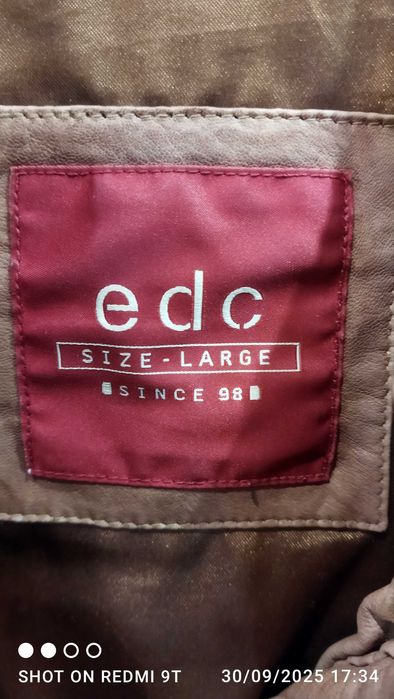 edc
SIZE-LARGE
SINCE 98
SHOT ON REDMI 9T
30/09/2025 17:34